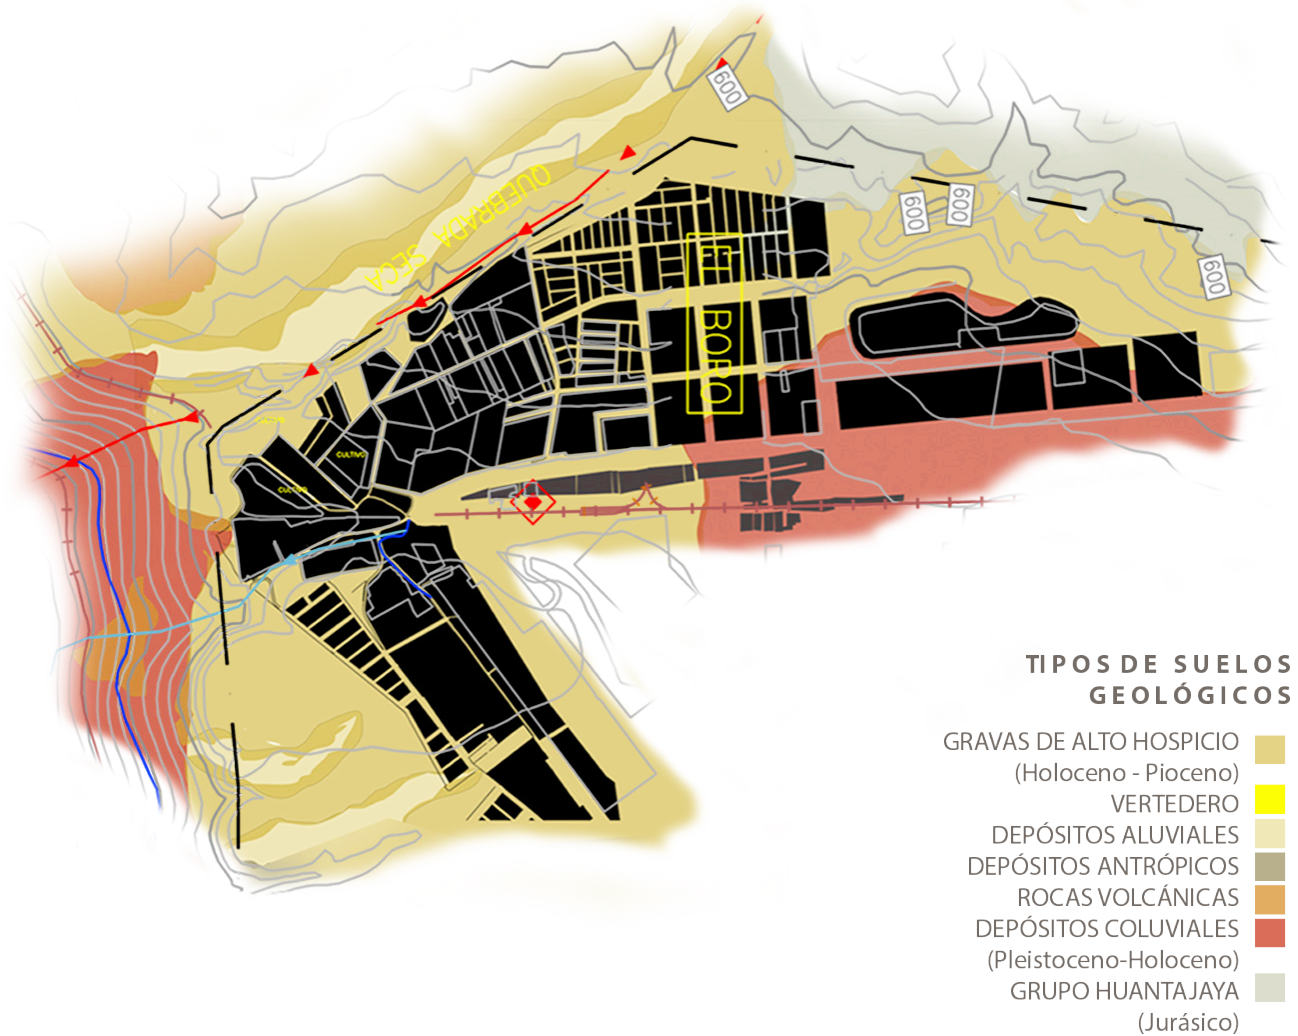 600
600
600
600
QUEBRADA SECA
EL BORO
CULTIVO
CULTIVO
TIPOS DE SUELOS
GEOLÓGICOS
GRAVAS DE ALTO HOSPICIO
(Holoceno - Pioceno)
VERTEDERO
DEPÓSITOS ALUVIALES
DEPÓSITOS ANTRÓPICOS
ROCAS VOLCÁNICAS
DEPÓSITOS COLUVIALES
(Pleistoceno-Holoceno)
GRUPO HUANTAJAYA
(Jurásico)